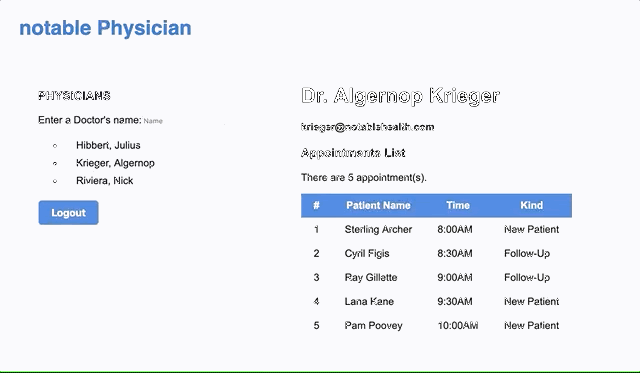 notable Physician
PHYSICIANS
Enter a Doctor's name: Name
Hibbert, Julius
Krieger, Algernop
Riviera, Nick
Logout
Dr. Algernop Krieger
krieger@notablehealth.com
Appointments List
There are 5 appointment(s).
# Patient Name Time Kind
1 Sterling Archer 8:00AM New Patient
2 Cyril Figis 8:30AM Follow-Up
3 Ray Gillette 9:00AM Follow-Up
4 Lana Kane 9:30AM New Patient
5 Pam Poovey 10:00AM New Patient